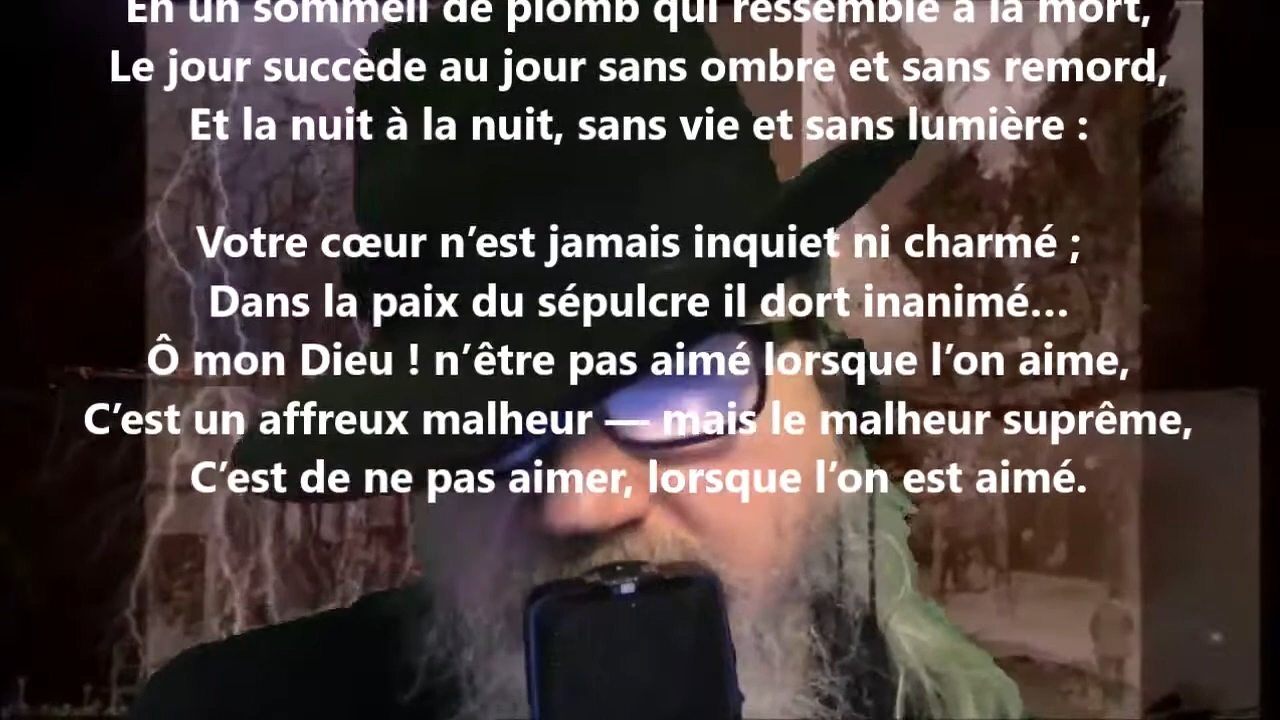 En un sommeil de plomb qui ressemble à la mort,
Le jour succède au jour sans ombre et sans remord,
Et la nuit à la nuit, sans vie et sans lumière :
Votre cœur n’est jamais inquiet ni charmé ;
Dans la paix du sépulcre il dort inanimé...
Ô mon Dieu ! n’être pas aimé lorsque l’on aime,
C’est un affreux malheur — mais le malheur suprême,
C’est de ne pas aimer, lorsque l’on est aimé.